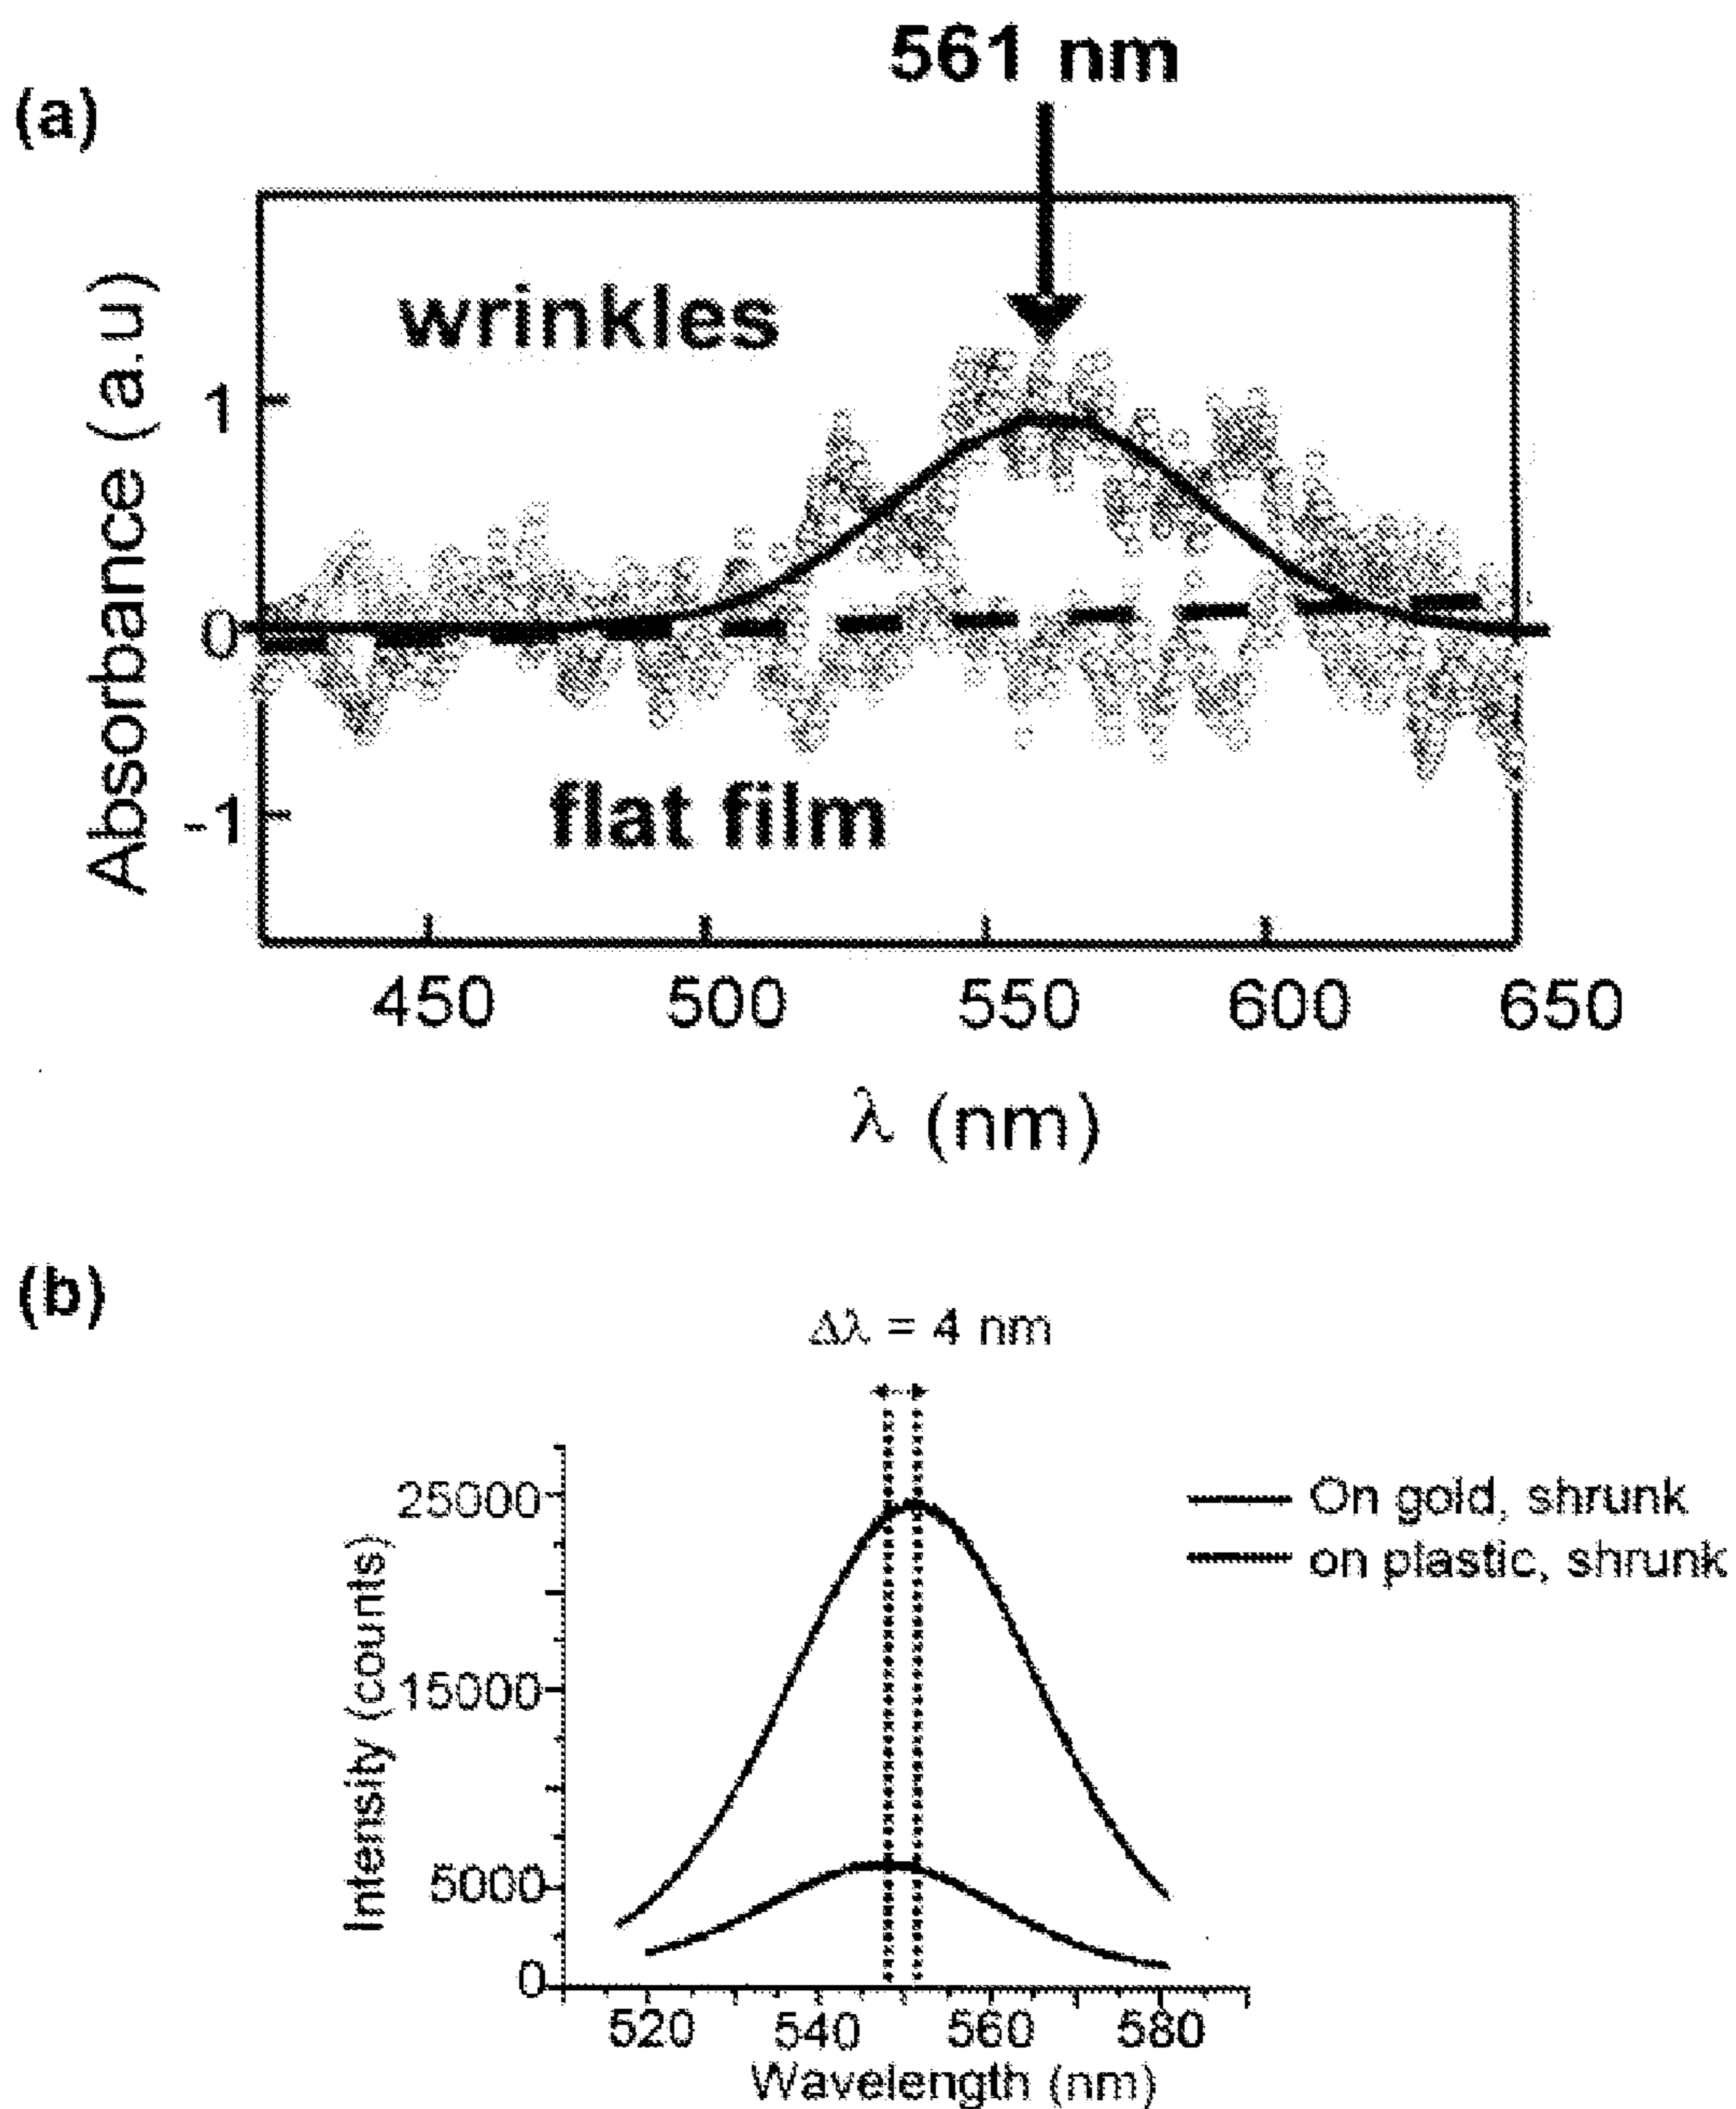 561 nm
(a)
wrinkles
Absorbance (a.u)
1
0
-1
flat film
450 500 550 600 650
λ (nm)
(b)
Δλ = 4 nm
25000
15000
5000
0
Intensity (counts)
On gold, shrunk
on plastic, shrunk
520 540 560 580
Wavelength (nm)